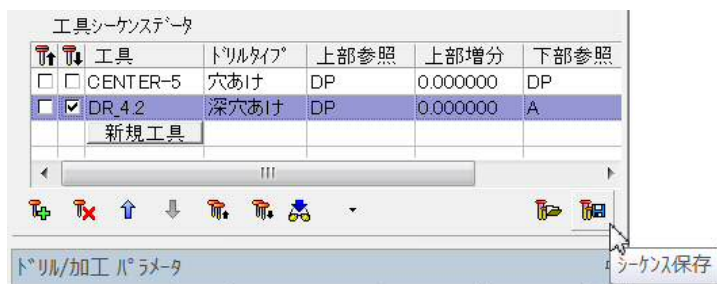 工具シーケンスデータ
工具 ドリルタイプ 上部参照 上部増分 下部参照
CENTER-5 穴あけ DP 0.000000 DP
DR_4.2 深穴あけ DP 0.000000 A
新規工具
ドリル/加工 パラメータ
シーケンス保存